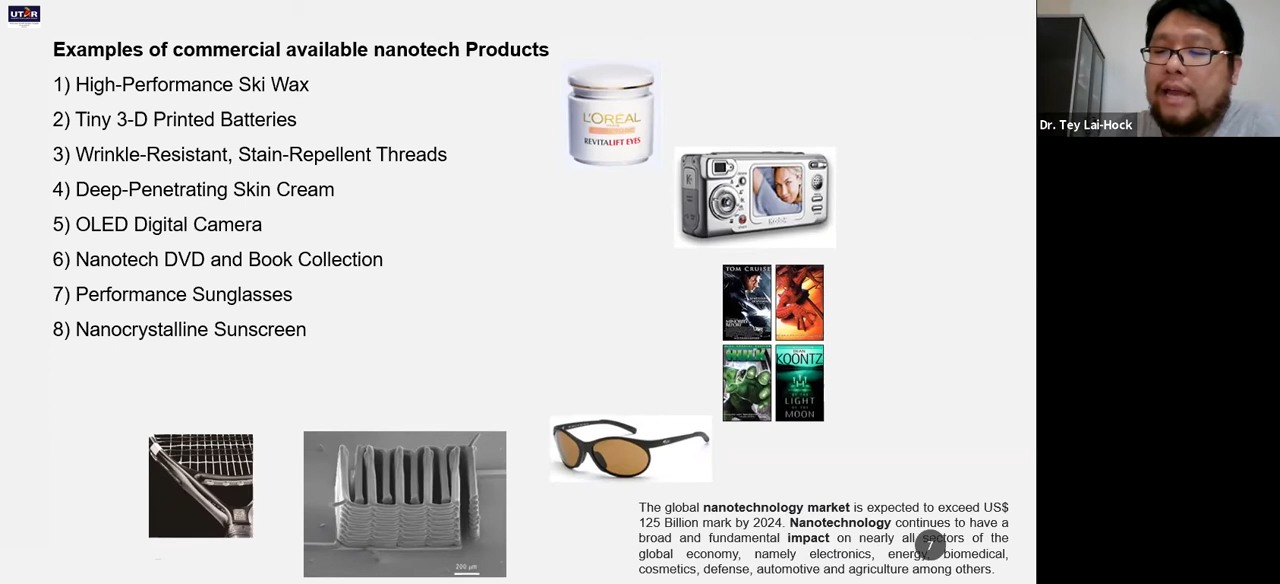 UTAR
Examples of commercial available nanotech Products
1) High-Performance Ski Wax
2) Tiny 3-D Printed Batteries
3) Wrinkle-Resistant, Stain-Repellent Threads
4) Deep-Penetrating Skin Cream
5) OLED Digital Camera
6) Nanotech DVD and Book Collection
7) Performance Sunglasses
8) Nanocrystalline Sunscreen
L'ORÉAL
REVITALIFT EYES
TOM CRUISE
KOONTZ
LIGHT
MOON
200 µm
The global nanotechnology market is expected to exceed US$
125 Billion mark by 2024. Nanotechnology continues to have a
broad and fundamental impact on nearly all sectors of the
global economy, namely electronics, energy, biomedical,
cosmetics, defense, automotive and agriculture among others.
7
Dr. Tey Lai-Hock